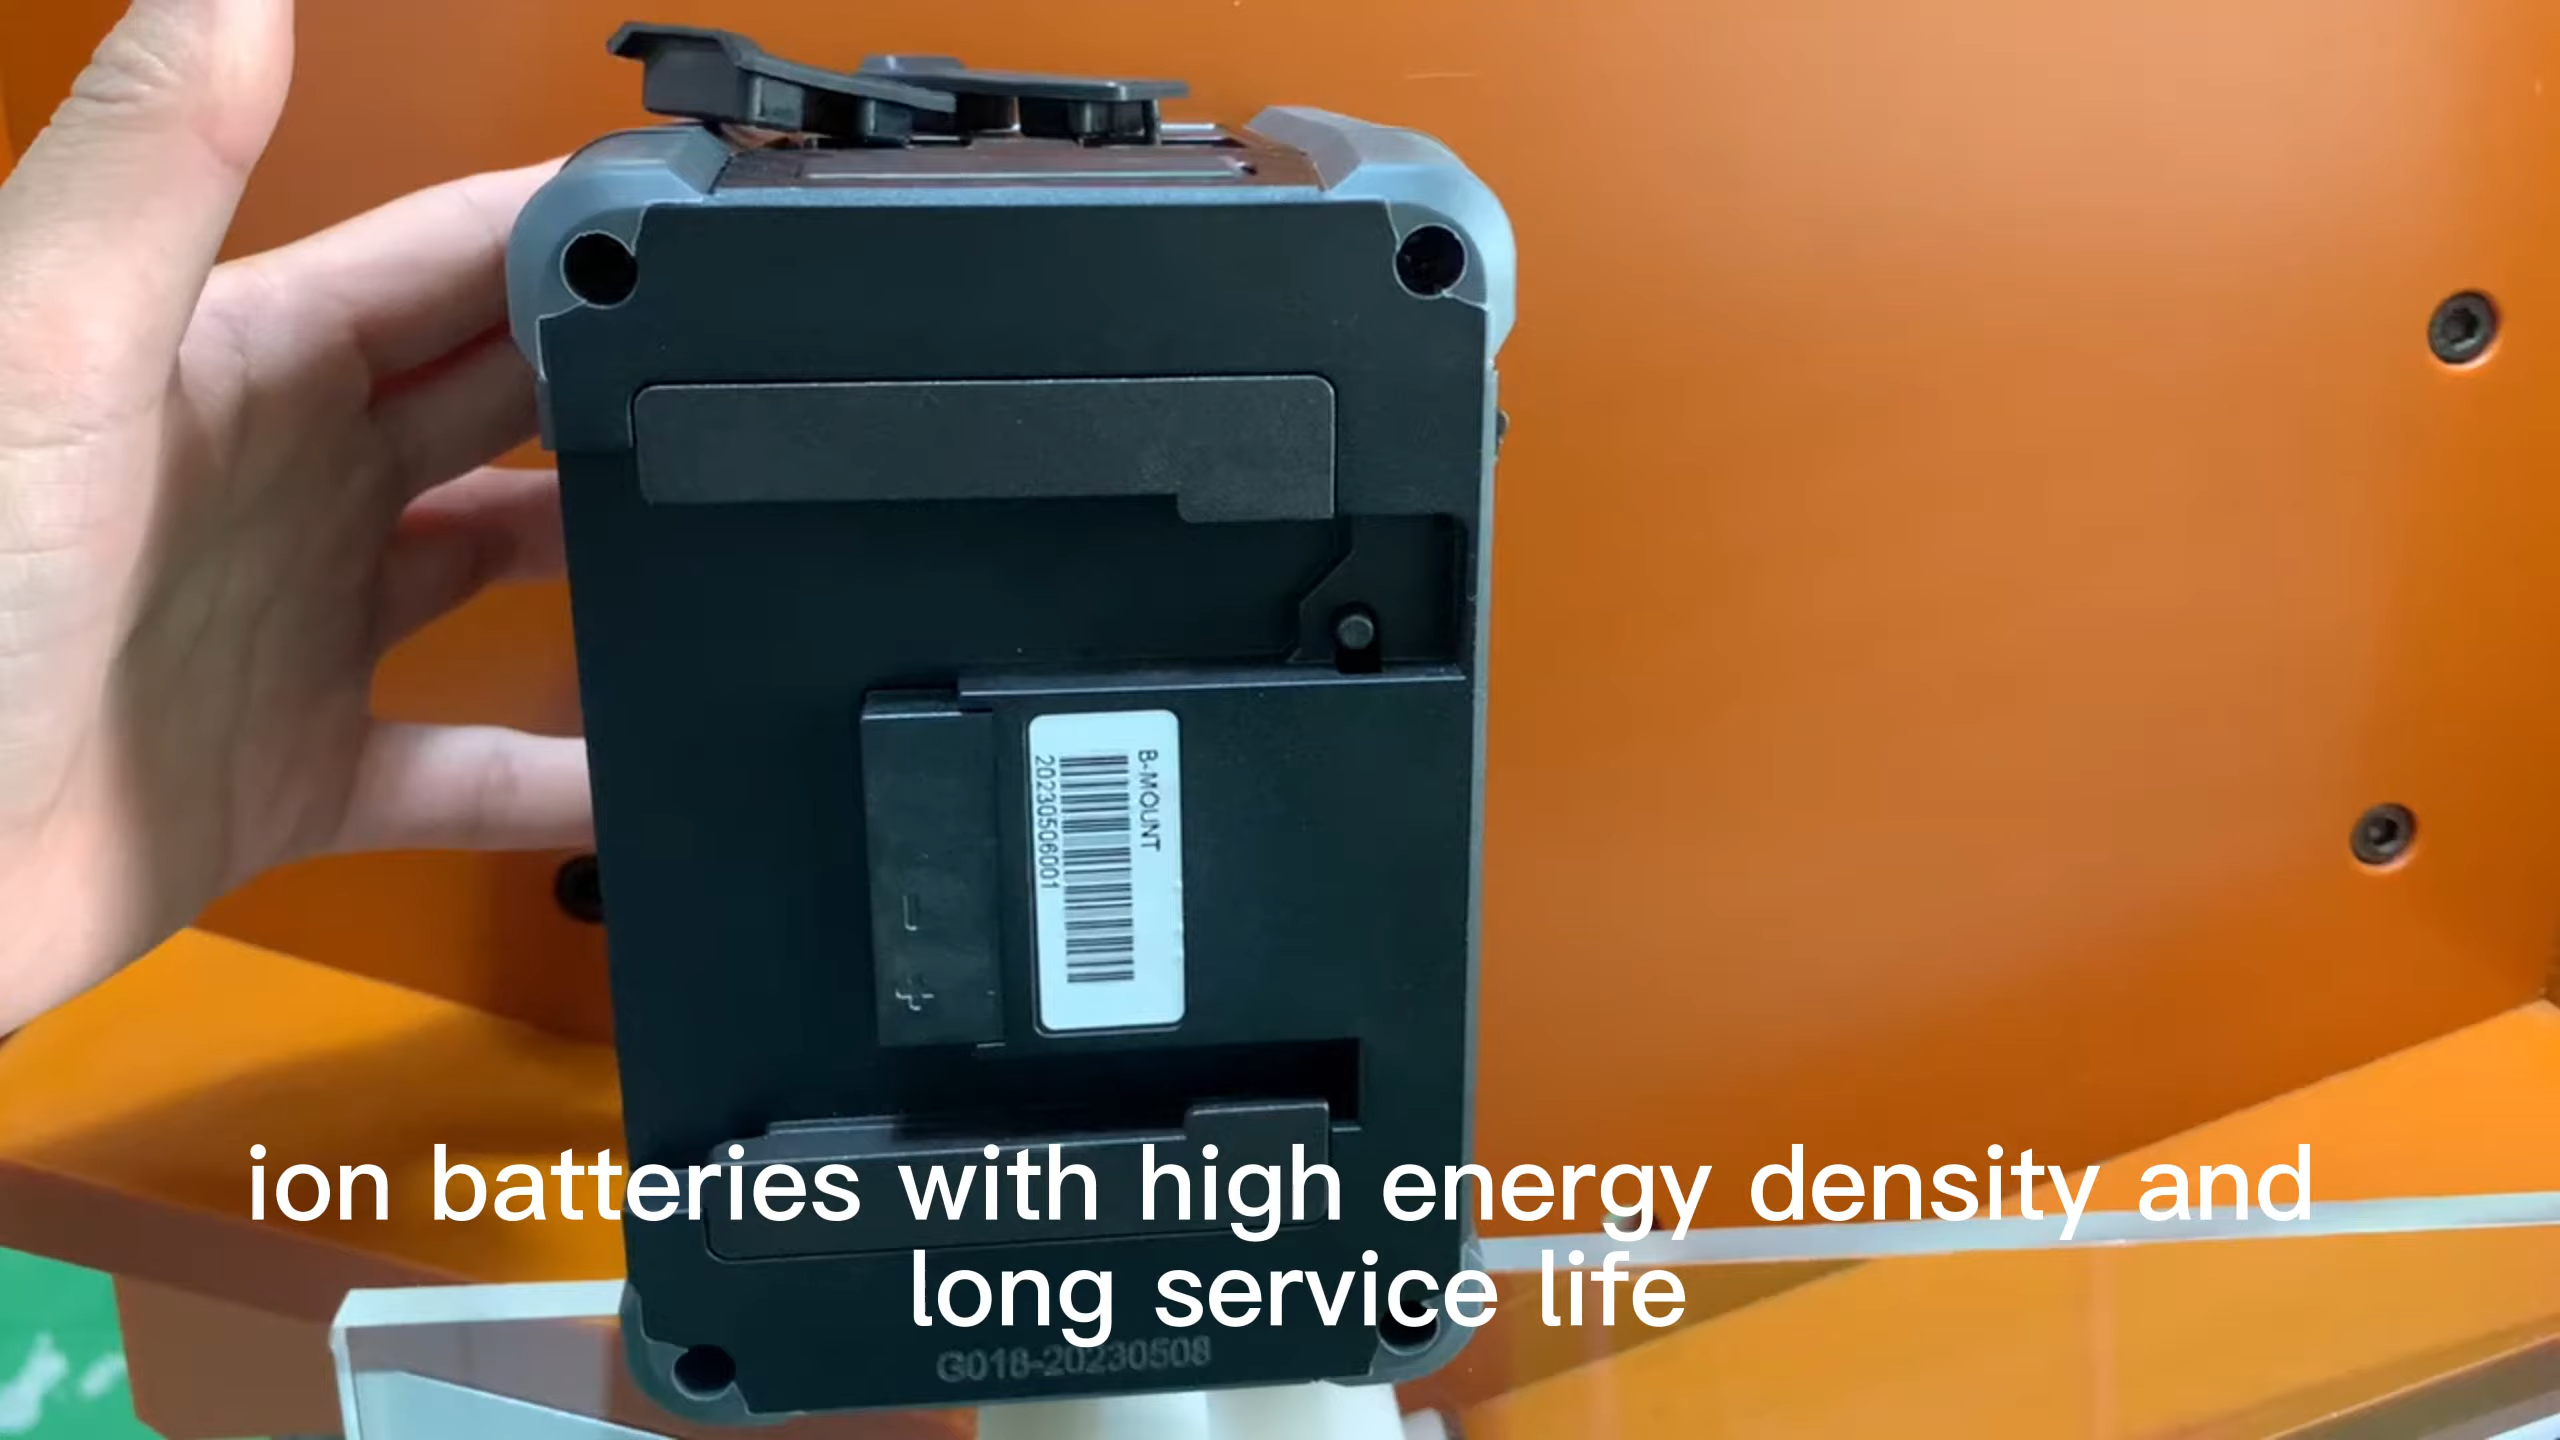 B-MOUNT
20230506001
−
+
ion batteries with high energy density and
long service life
G018-20230508